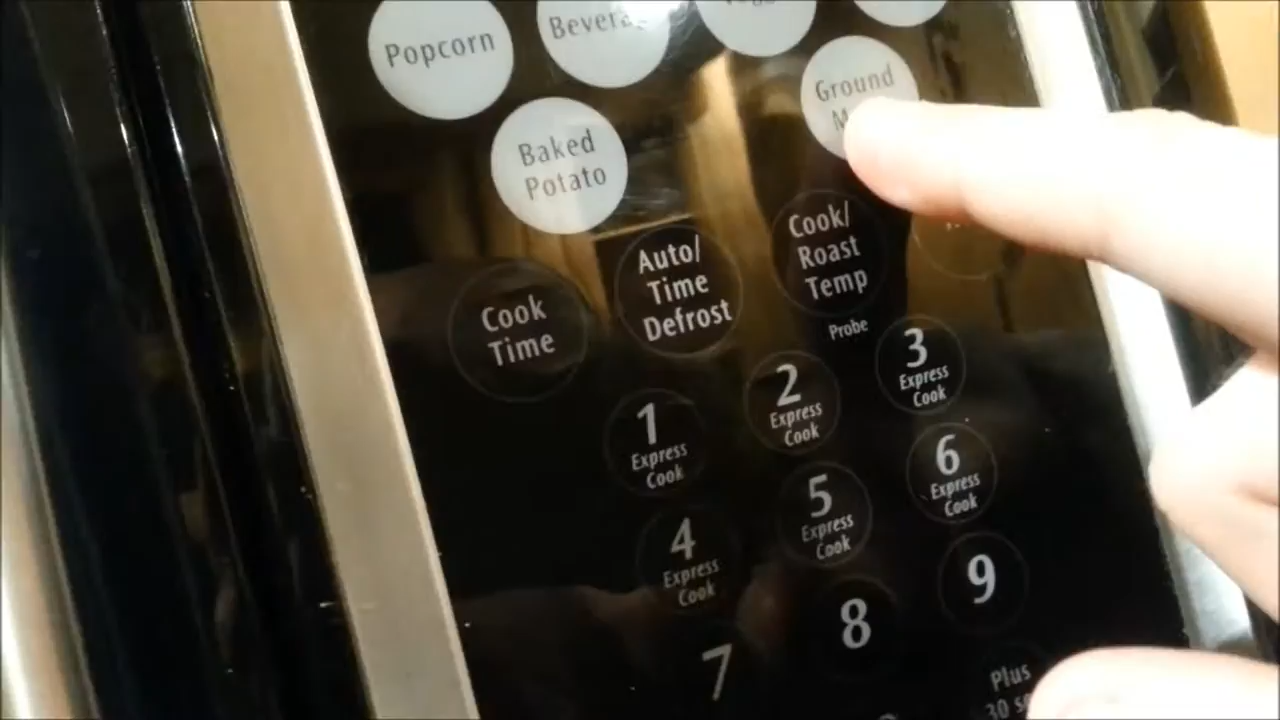 Popcorn
Ground
Baked
Potato
Cook/
Roast
Temp
Auto/
Time
Defrost
Cook
Time
Probe
3
Express
Cook
2
Express
Cook
1
Express
Cook
6
Express
Cook
5
Express
Cook
4
Express
Cook
9
8
7
Plus
30